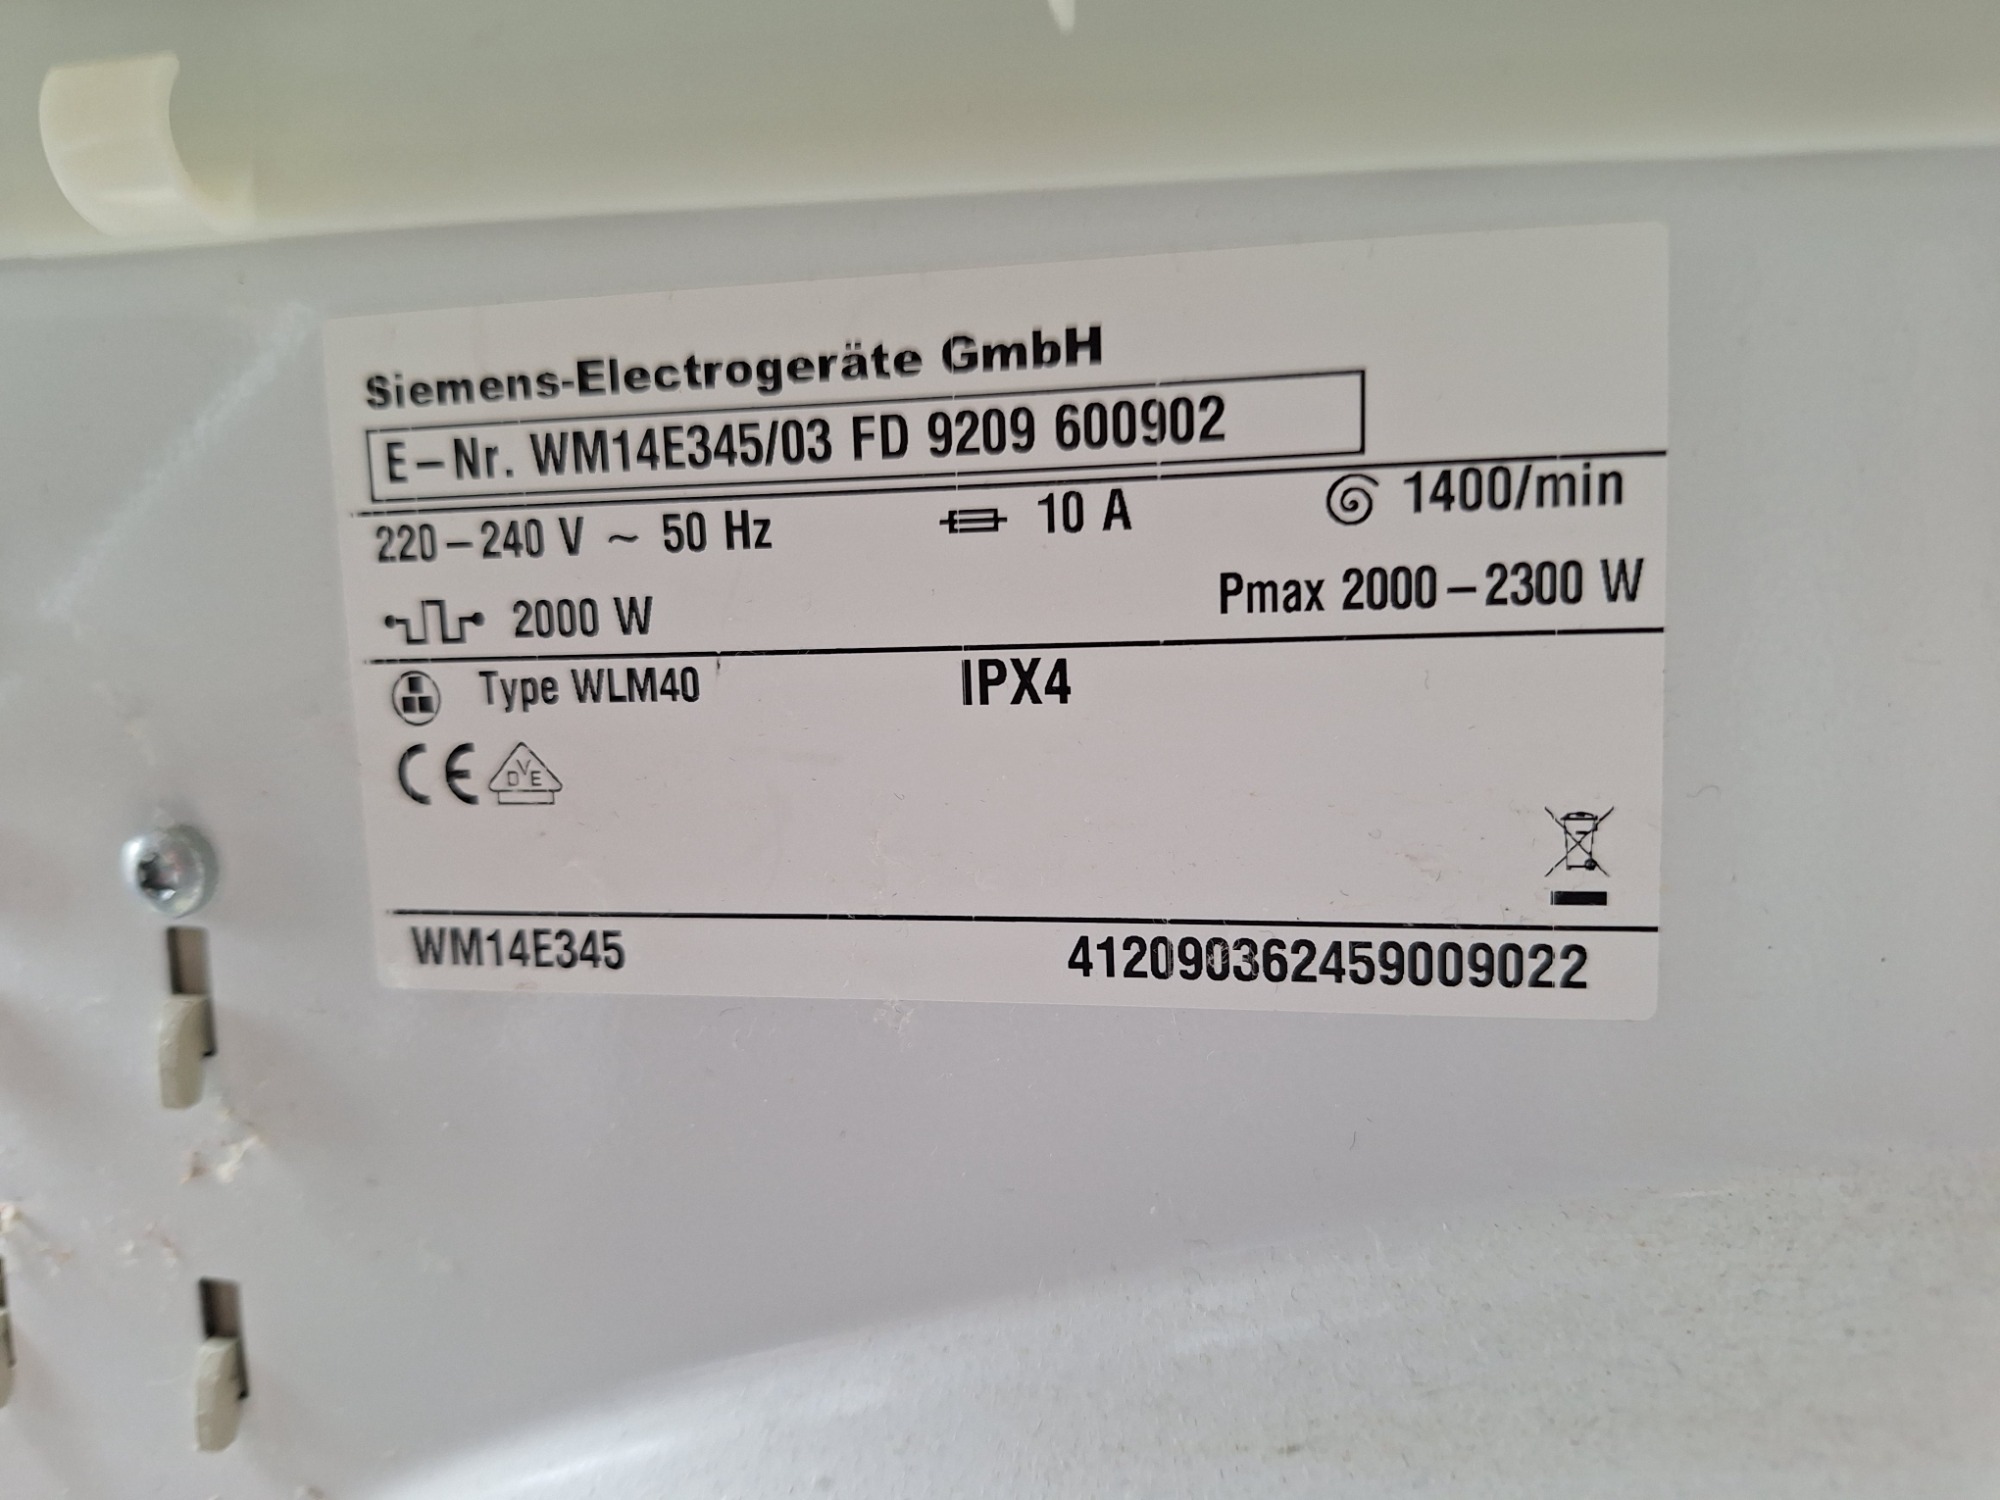 Siemens-Electrogeräte GmbH
E-Nr. WM14E345/03 FD 9209 600902
220-240 V ~ 50 Hz 10 A 1400/min
2000 W Pmax 2000-2300 W
Type WLM40 IPX4
CE DVE
WM14E345 412090362459009022